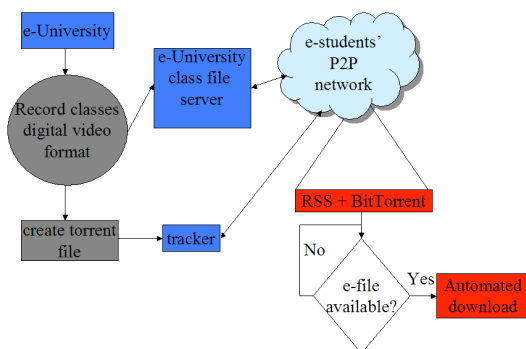 e-University
e-University
class file
server
e-students'
P2P
network
Record classes
digital video
format
create torrent
file
tracker
RSS + BitTorrent
No
e-file
available?
Yes
Automated
download